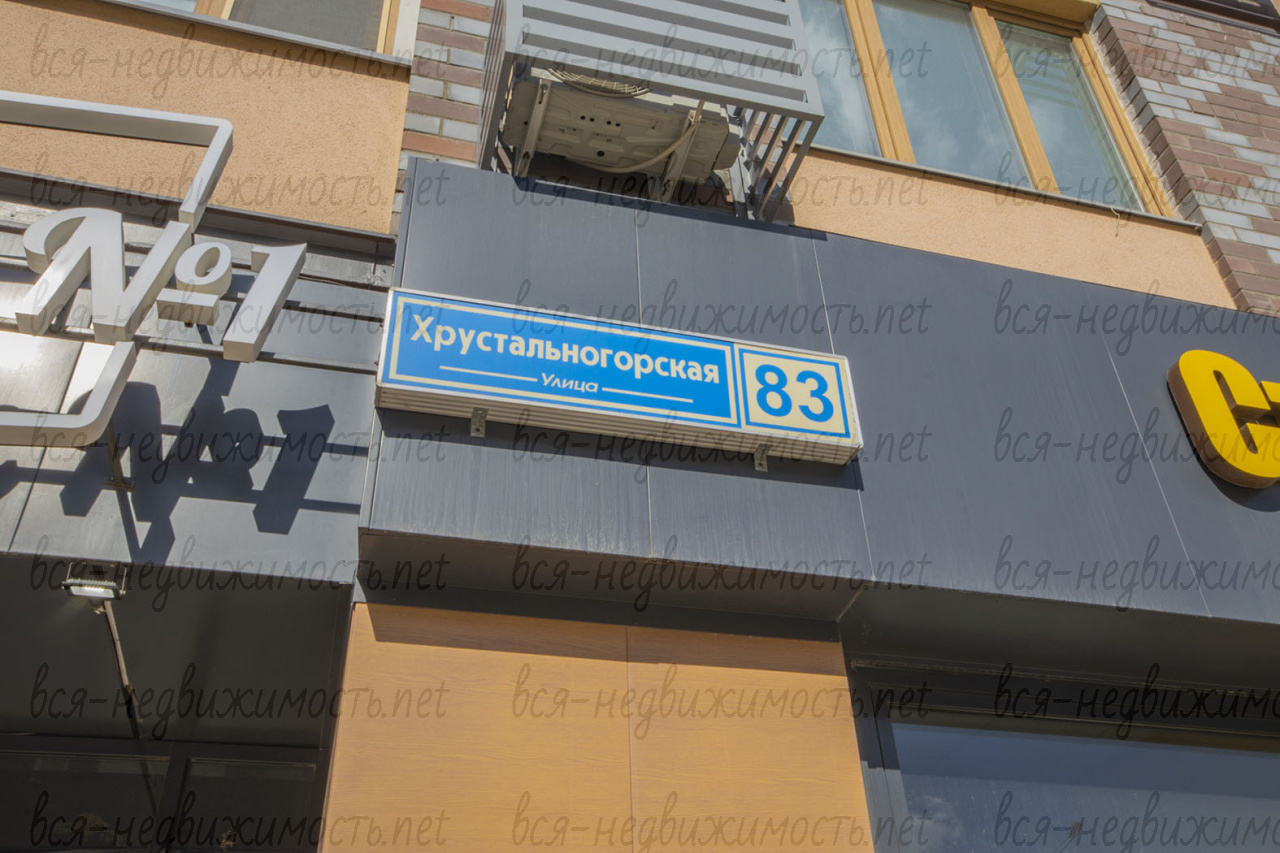 №1
Хрустальногорская
Улица
83
вся-недвижимость.net